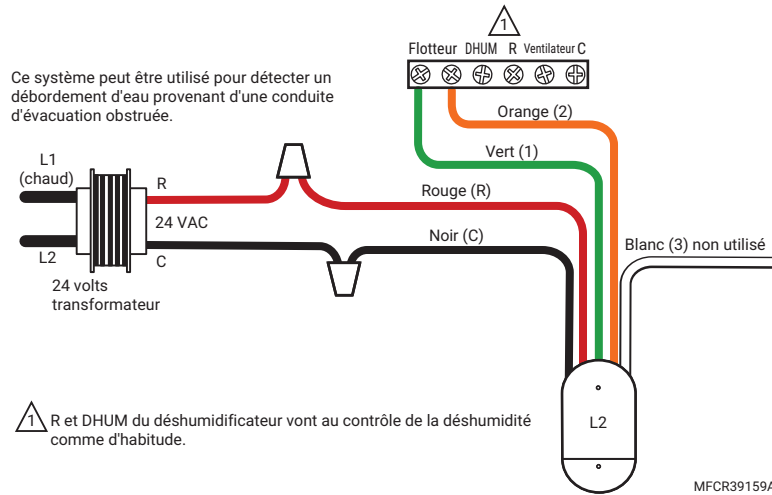 1
Flotteur DHUM R Ventilateur C
Ce système peut être utilisé pour détecter un
débordement d'eau provenant d'une conduite
d'évacuation obstruée.
Orange (2)
Vert (1)
L1
(chaud)
R
Rouge (R)
24 VAC
Noir (C)
Blanc (3) non utilisé
L2
C
24 volts
transformateur
L2
1 R et DHUM du déshumidificateur vont au contrôle de la déshumidité
comme d'habitude.
MFCR39159A